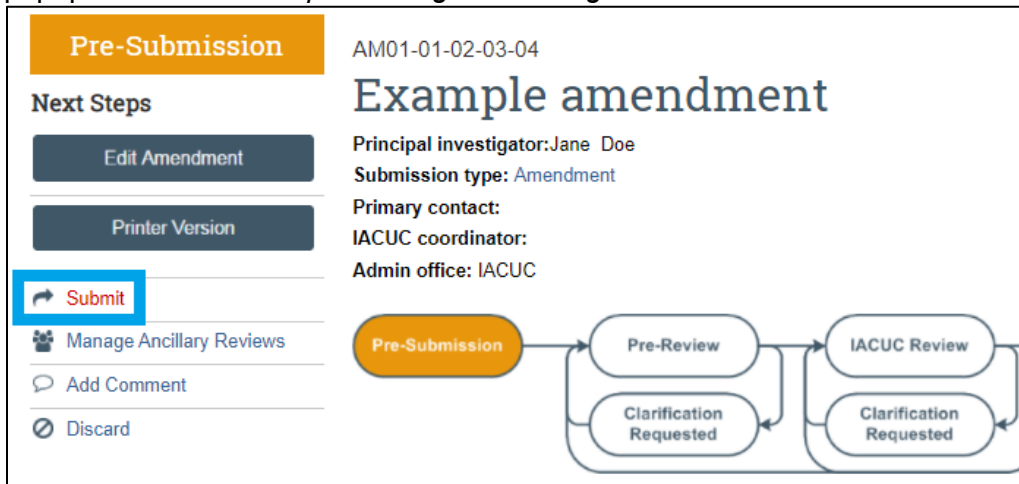 Pre-Submission
Next Steps
Edit Amendment
Printer Version
Submit
Manage Ancillary Reviews
Add Comment
Discard
AM01-01-02-03-04
Example amendment
Principal investigator:Jane Doe
Submission type: Amendment
Primary contact:
IACUC coordinator:
Admin office: IACUC
Pre-Submission
Pre-Review
IACUC Review
Clarification
Requested
Clarification
Requested